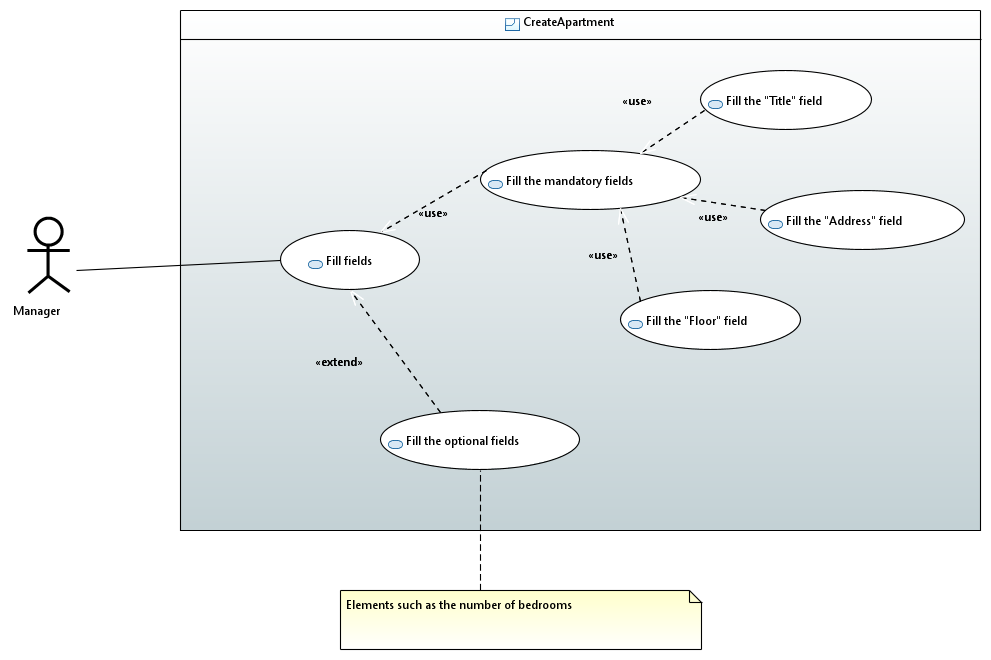 CreateApartment
«use»
Fill the "Title" field
Fill the mandatory fields
«use»
«use»
Fill the "Address" field
«use»
Fill fields
Manager
Fill the "Floor" field
«extend»
Fill the optional fields
Elements such as the number of bedrooms